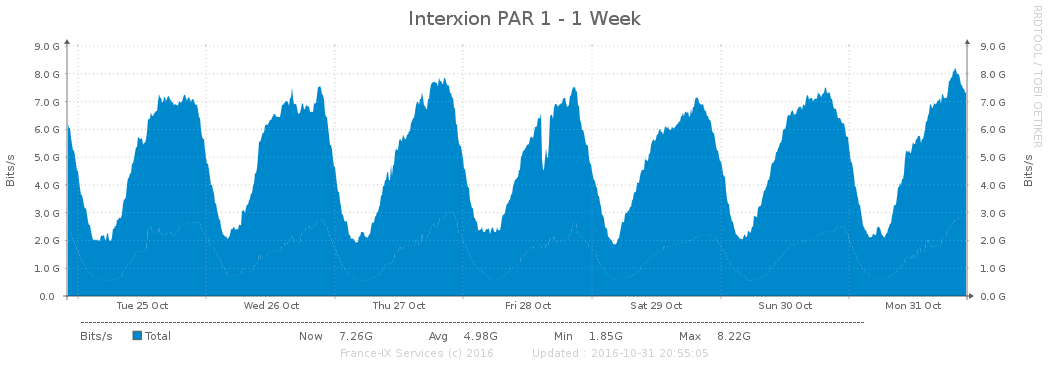 Interxion PAR 1 - 1 Week
RRDTOOL / TOBI OETIKER
Bits/s
9.0 G 9.0 G
8.0 G 8.0 G
7.0 G 7.0 G
6.0 G 6.0 G
5.0 G 5.0 G
4.0 G 4.0 G
3.0 G 3.0 G
2.0 G 2.0 G
1.0 G 1.0 G
0.0 0.0 G
Bits/s
Tue 25 Oct Wed 26 Oct Thu 27 Oct Fri 28 Oct Sat 29 Oct Sun 30 Oct Mon 31 Oct
Bits/s Total Now 7.26G Avg 4.98G Min 1.85G Max 8.22G
France-IX Services (c) 2016 Updated : 2016-10-31 20:55:05